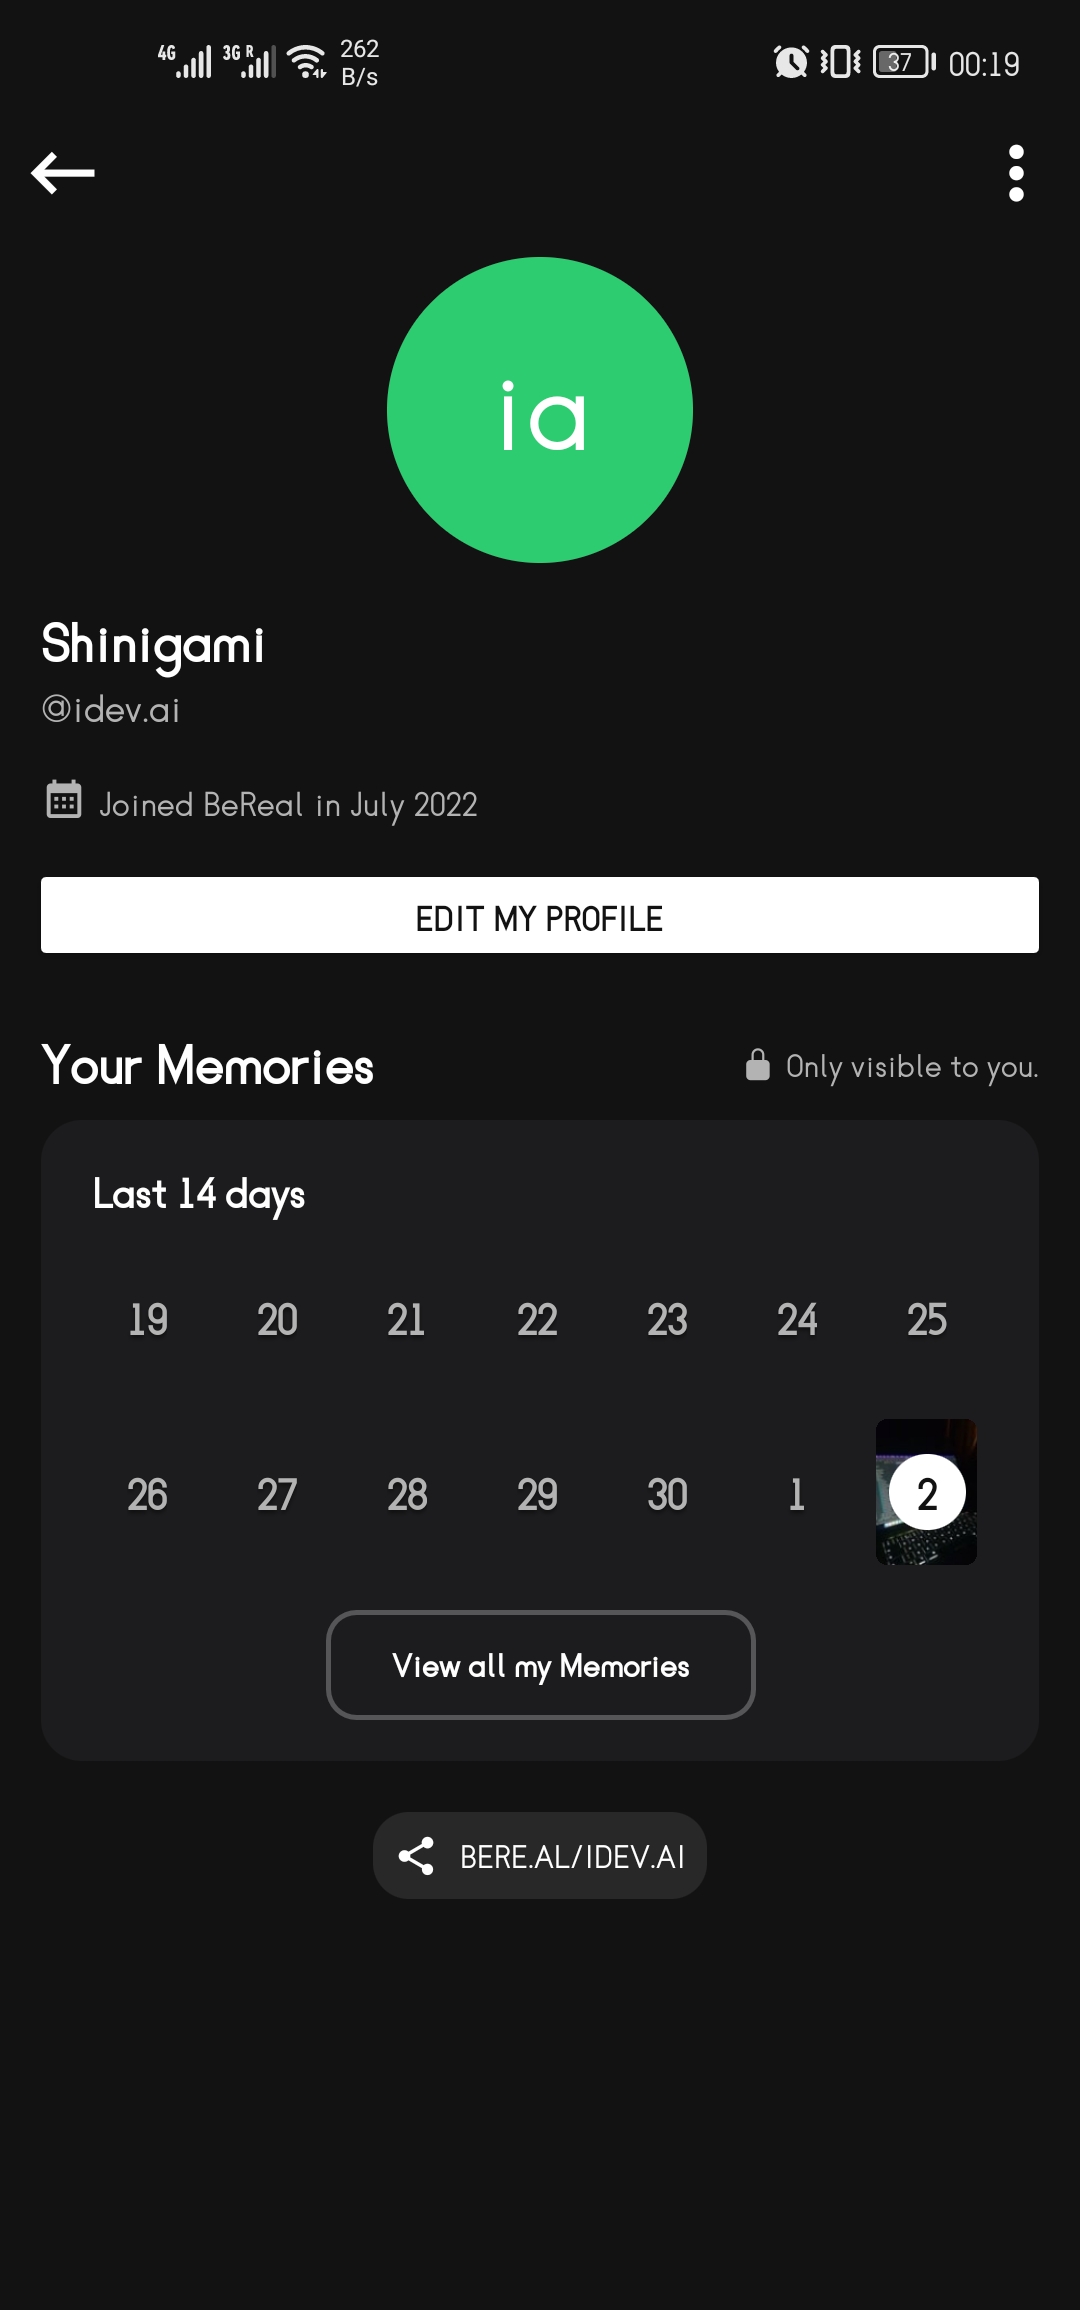 4G 3G R 262 B/s 37 00:19
ia
Shinigami
@idev.ai
Joined BeReal in July 2022
EDIT MY PROFILE
Your Memories Only visible to you.
Last 14 days
19 20 21 22 23 24 25
26 27 28 29 30 1 2
View all my Memories
BERE.AL/IDEV.AI